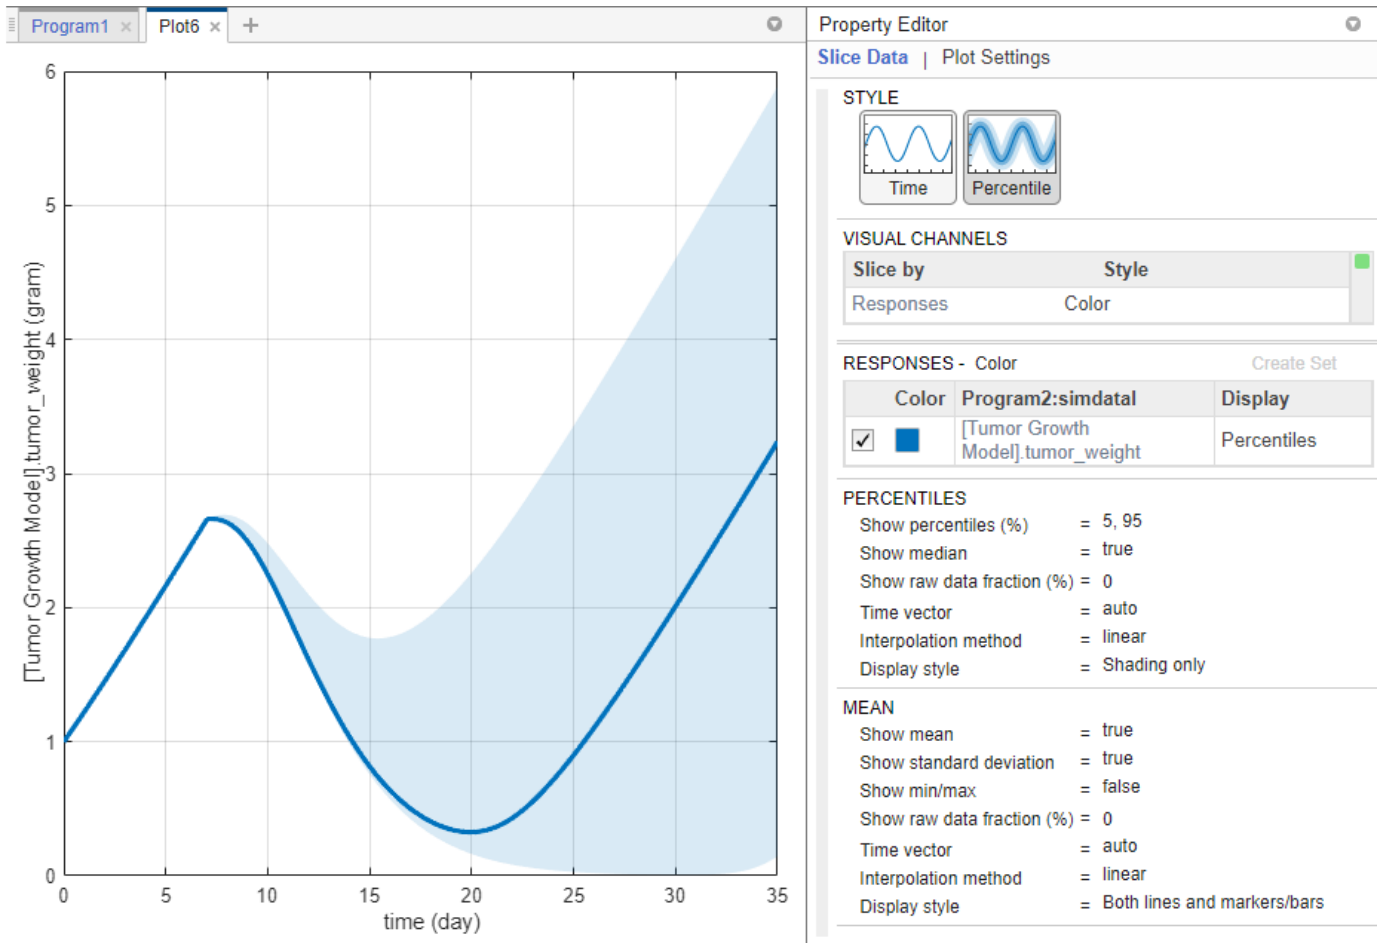 Program1 × Plot6 × +
6
5
4
3
2
1
0
[Tumor Growth Model].tumor_weight (gram)
0 5 10 15 20 25 30 35
time (day)
Property Editor
Slice Data | Plot Settings
STYLE
Time Percentile
VISUAL CHANNELS
Slice by Style
Responses Color
RESPONSES - Color Create Set
Color Program2:simdataI Display
[Tumor Growth
Model].tumor_weight Percentiles
PERCENTILES
Show percentiles (%) = 5, 95
Show median = true
Show raw data fraction (%) = 0
Time vector = auto
Interpolation method = linear
Display style = Shading only
MEAN
Show mean = true
Show standard deviation = true
Show min/max = false
Show raw data fraction (%) = 0
Time vector = auto
Interpolation method = linear
Display style = Both lines and markers/bars